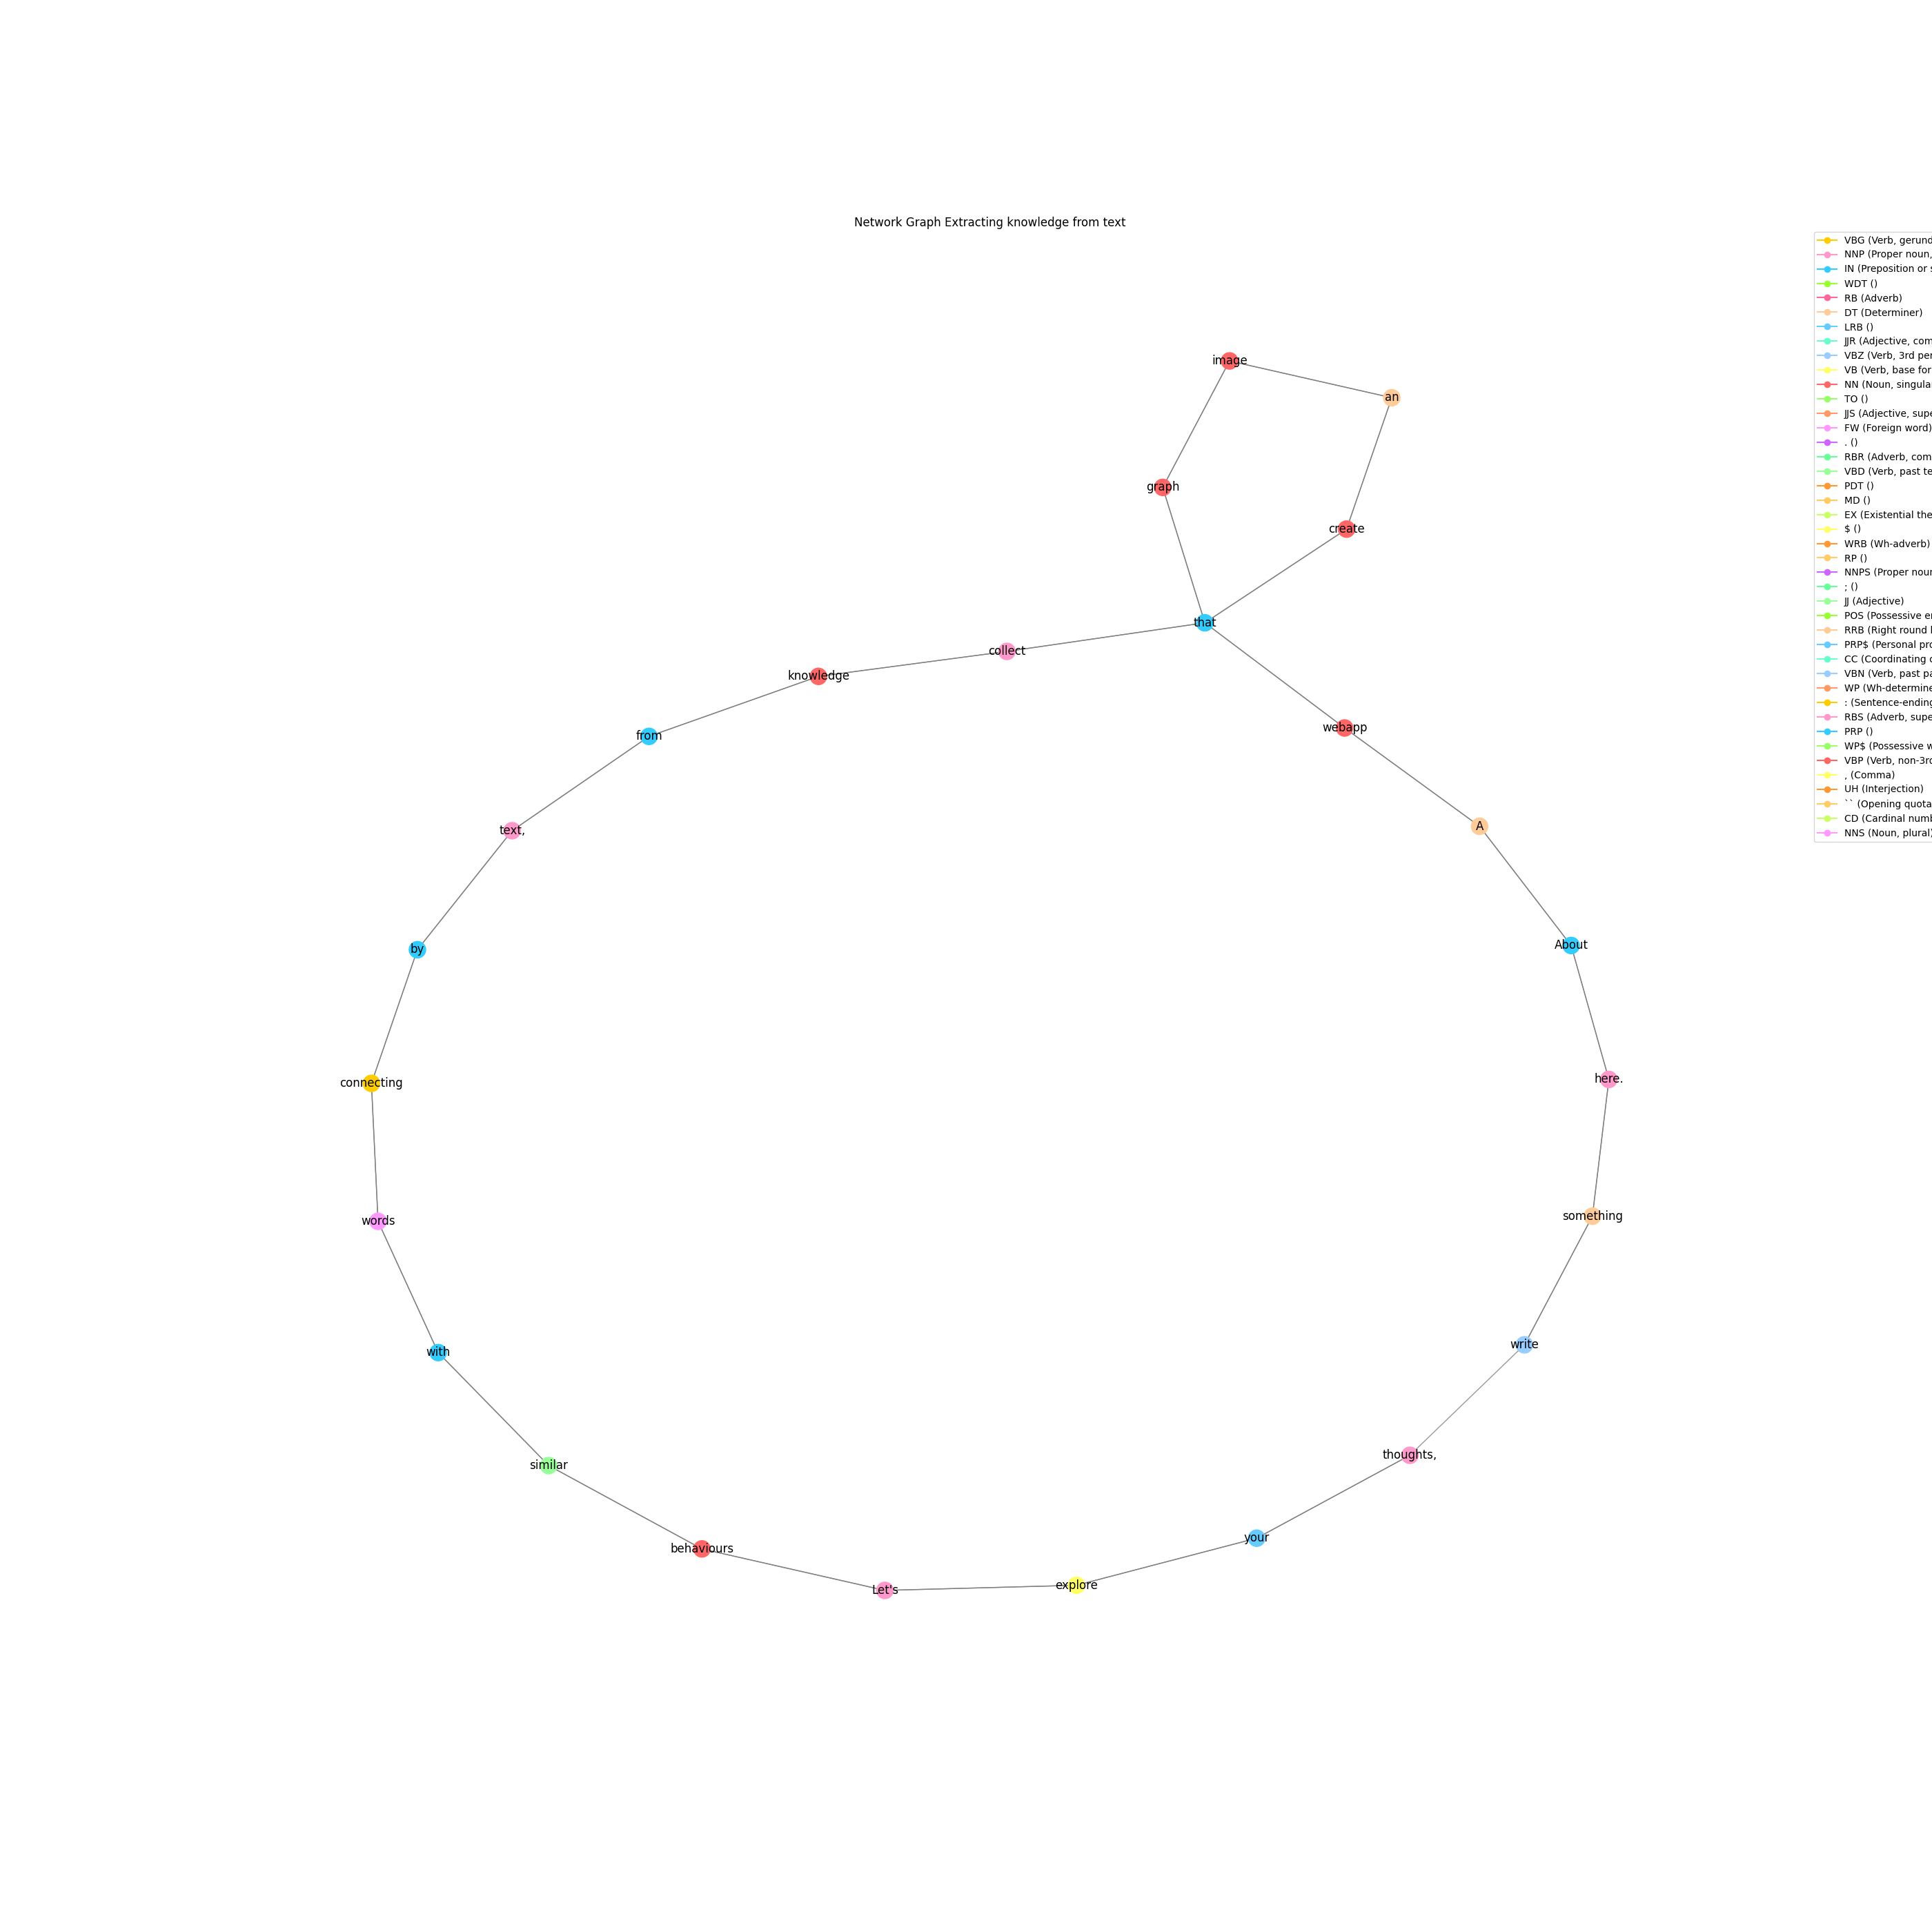 Network Graph Extracting knowledge from text
VBG (Verb, gerund
NNP (Proper noun,
IN (Preposition or
WDT ()
RB (Adverb)
DT (Determiner)
LRB ()
JJR (Adjective, com
VBZ (Verb, 3rd per
VB (Verb, base for
NN (Noun, singula
TO ()
JJS (Adjective, supe
FW (Foreign word)
. ()
RBR (Adverb, com
VBD (Verb, past te
PDT ()
MD ()
EX (Existential the
$ ()
WRB (Wh-adverb)
RP ()
NNPS (Proper nour
; ()
JJ (Adjective)
POS (Possessive e
RRB (Right round
PRP$ (Personal pro
CC (Coordinating
VBN (Verb, past pa
WP (Wh-determine
: (Sentence-ending
RBS (Adverb, supe
PRP ()
WP$ (Possessive w
VBP (Verb, non-3r
, (Comma)
UH (Interjection)
`` (Opening quota
CD (Cardinal numb
NNS (Noun, plural)
image
an
graph
create
that
collect
knowledge
webapp
from
A
text,
About
by
here.
connecting
something
words
write
with
thoughts,
similar
your
behaviours
explore
Let's